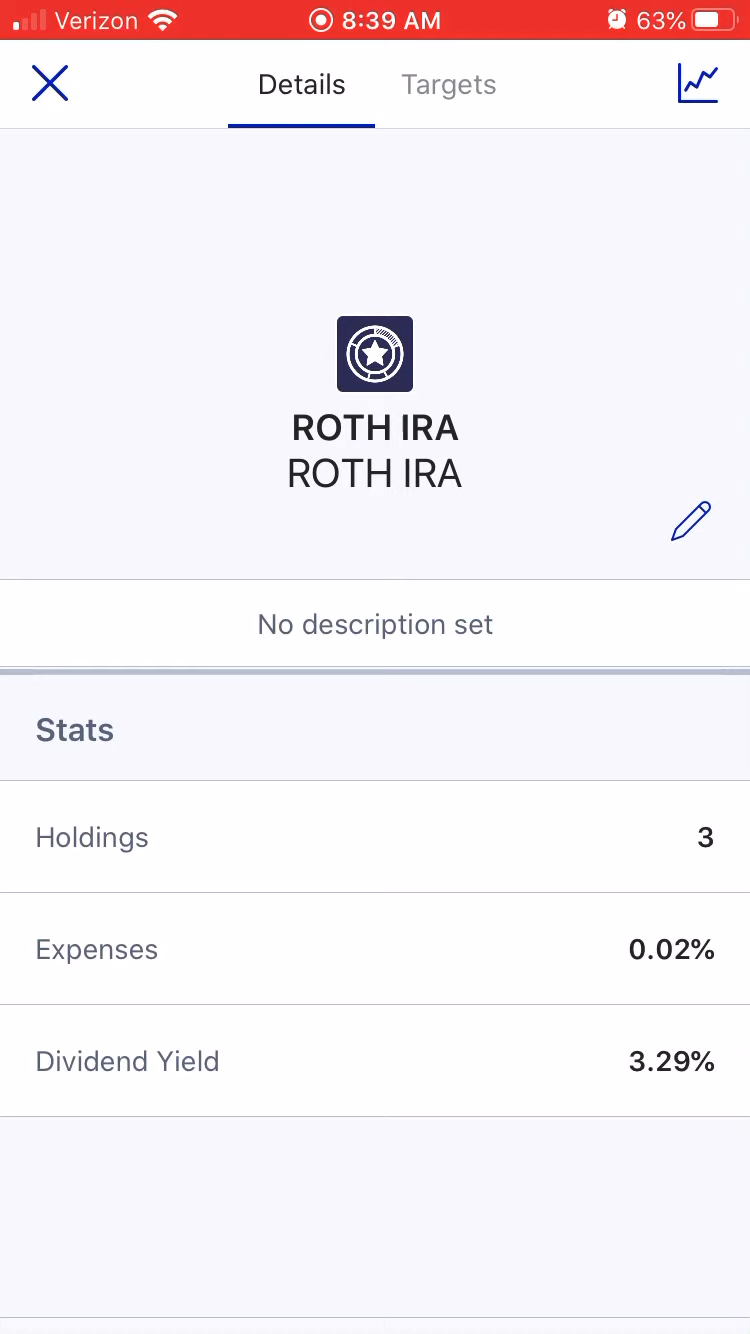 Verizon 8:39 AM 63%
Details Targets
ROTH IRA
ROTH IRA
No description set
Stats
Holdings 3
Expenses 0.02%
Dividend Yield 3.29%